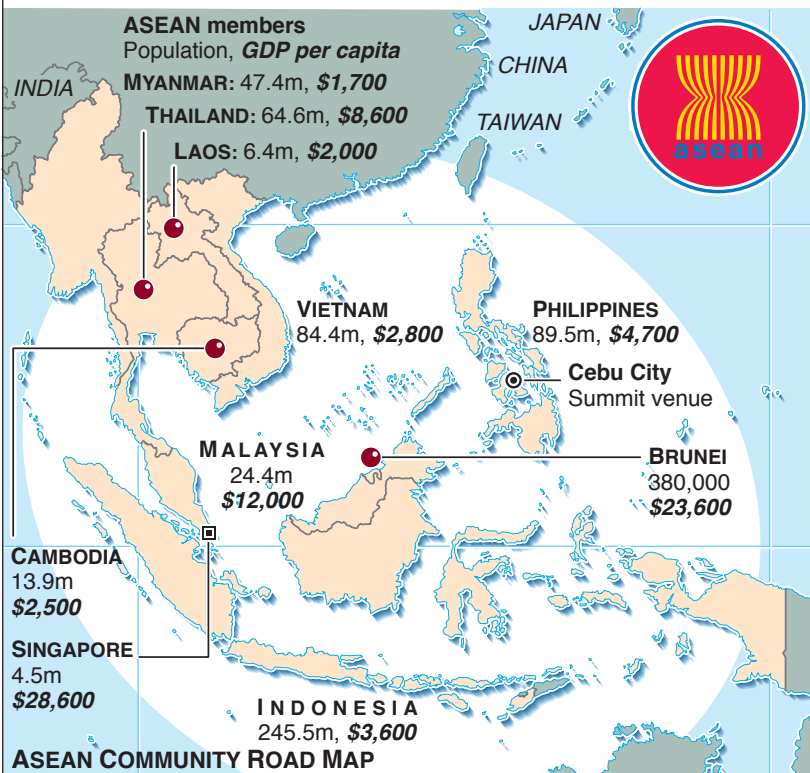 ASEAN members
Population, GDP per capita
MYANMAR: 47.4m, $1,700
THAILAND: 64.6m, $8,600
LAOS: 6.4m, $2,000
JAPAN
CHINA
TAIWAN
INDIA
asean
VIETNAM
84.4m, $2,800
PHILIPPINES
89.5m, $4,700
Cebu City
Summit venue
MALAYSIA
24.4m
$12,000
BRUNEI
380,000
$23,600
CAMBODIA
13.9m
$2,500
SINGAPORE
4.5m
$28,600
INDONESIA
245.5m, $3,600
ASEAN COMMUNITY ROAD MAP